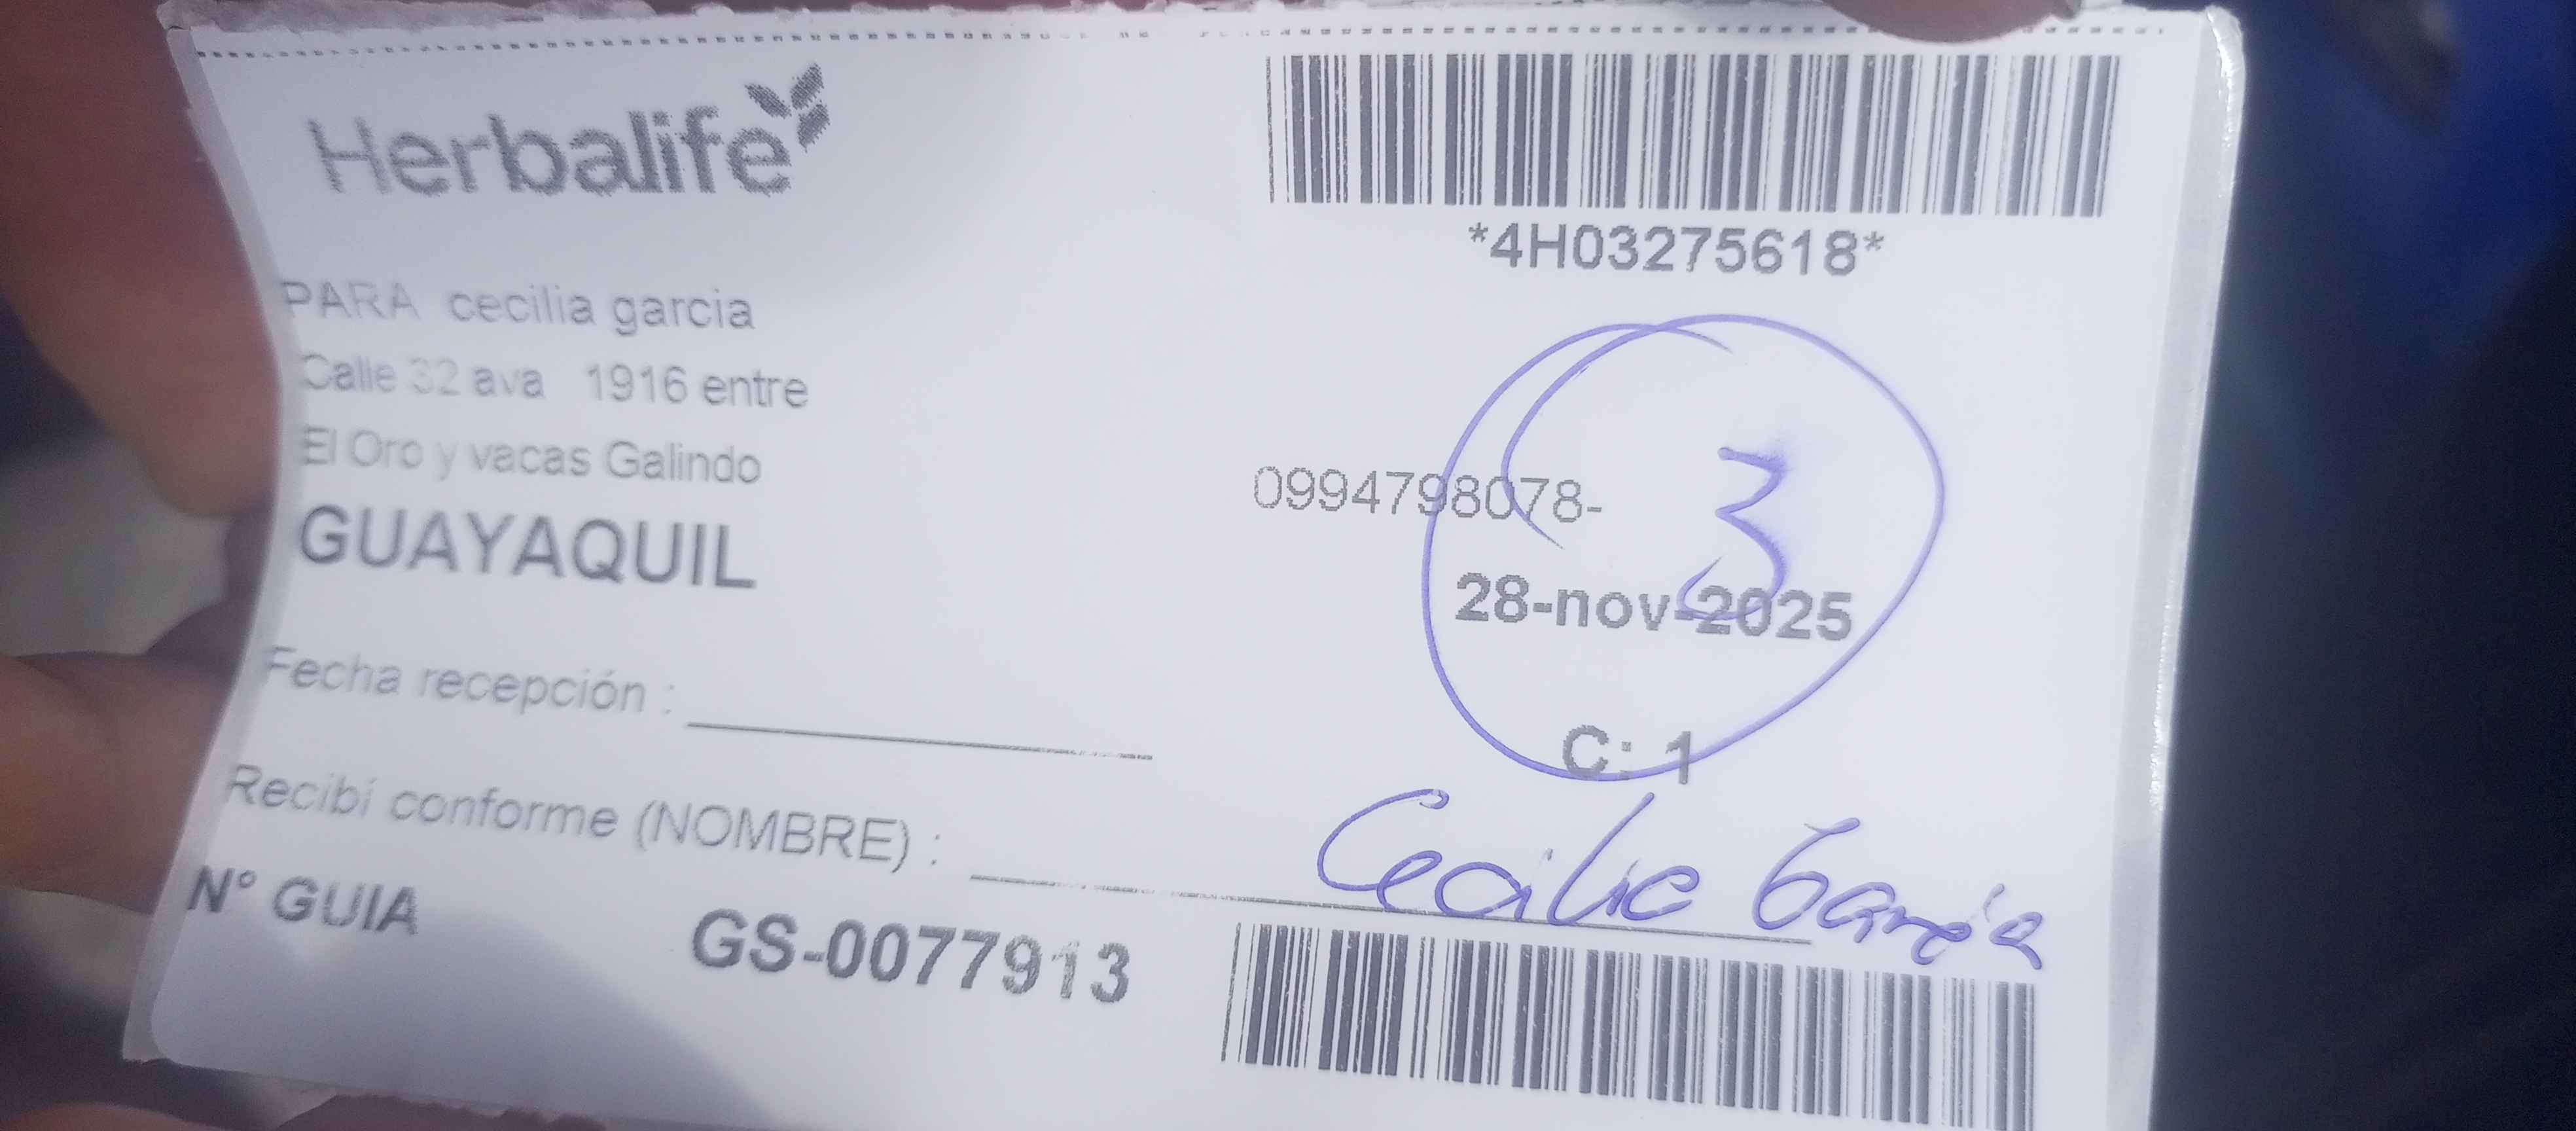 Herbalife
*4H03275618*
PARA cecilia garcia
Calle 32 ava 1916 entre
El Oro y vacas Galindo
0994798078-
3
GUAYAQUIL
28-nov-2025
Fecha recepción :
C: 1
Recibí conforme (NOMBRE) :
Cecilia García
N° GUIA
GS-0077913